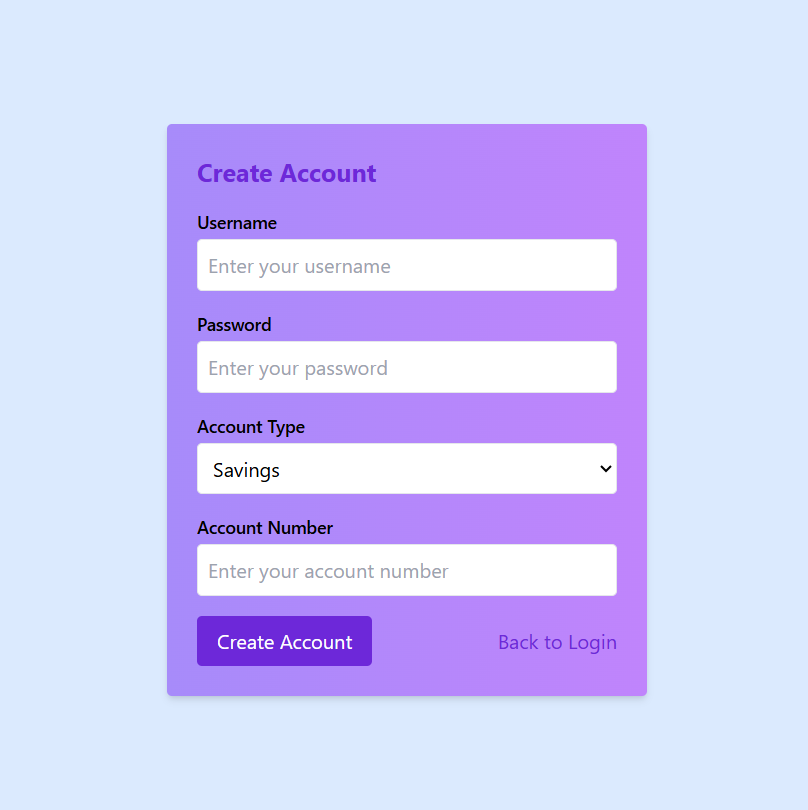 Create Account
Username
Enter your username
Password
Enter your password
Account Type
Savings
Account Number
Enter your account number
Create Account
Back to Login